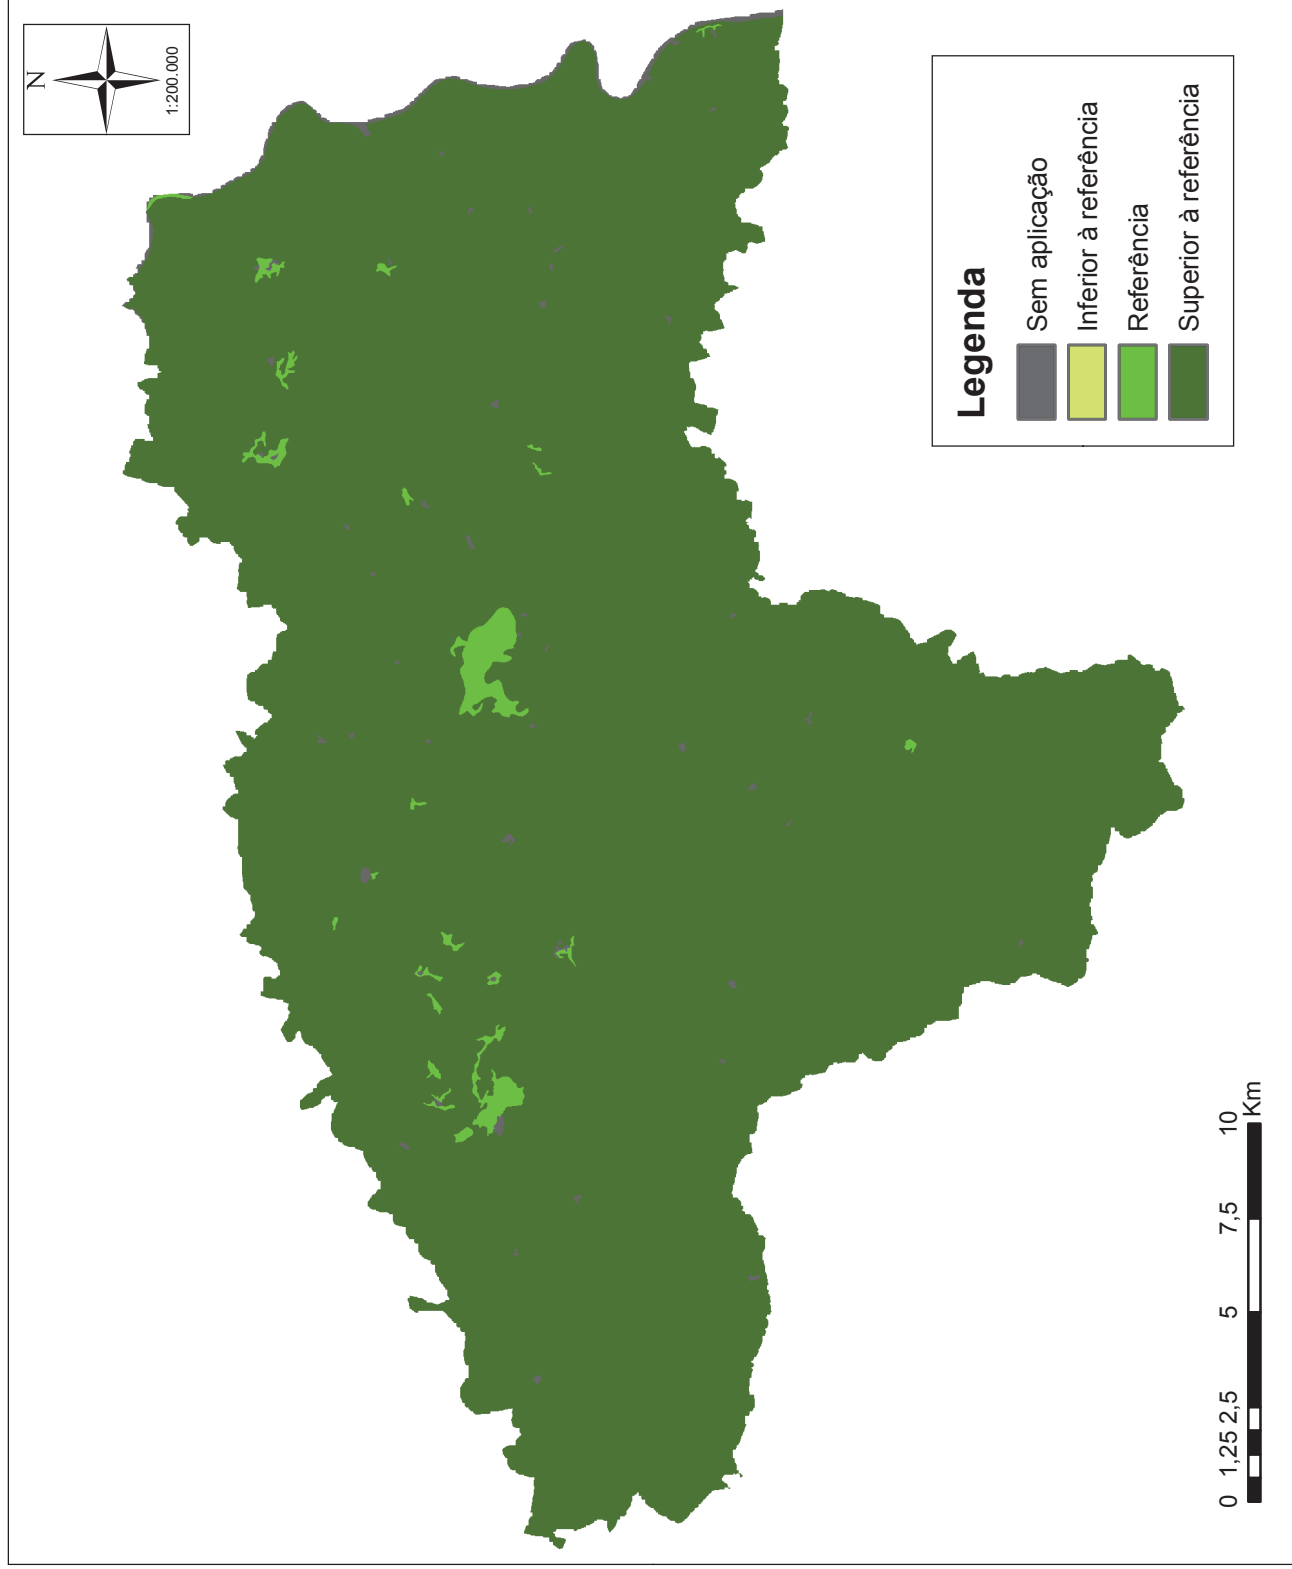 N
1:200.000
Legenda
Sem aplicação
Inferior à referência
Referência
Superior à referência
0 1,25 2,5 5 7,5 10
Km